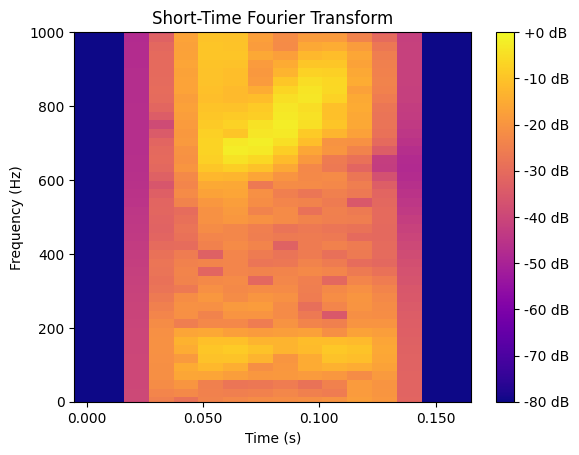 Short-Time Fourier Transform
1000
800
600
400
200
0
Frequency (Hz)
0.000
0.050
0.100
0.150
Time (s)
+0 dB
-10 dB
-20 dB
-30 dB
-40 dB
-50 dB
-60 dB
-70 dB
-80 dB